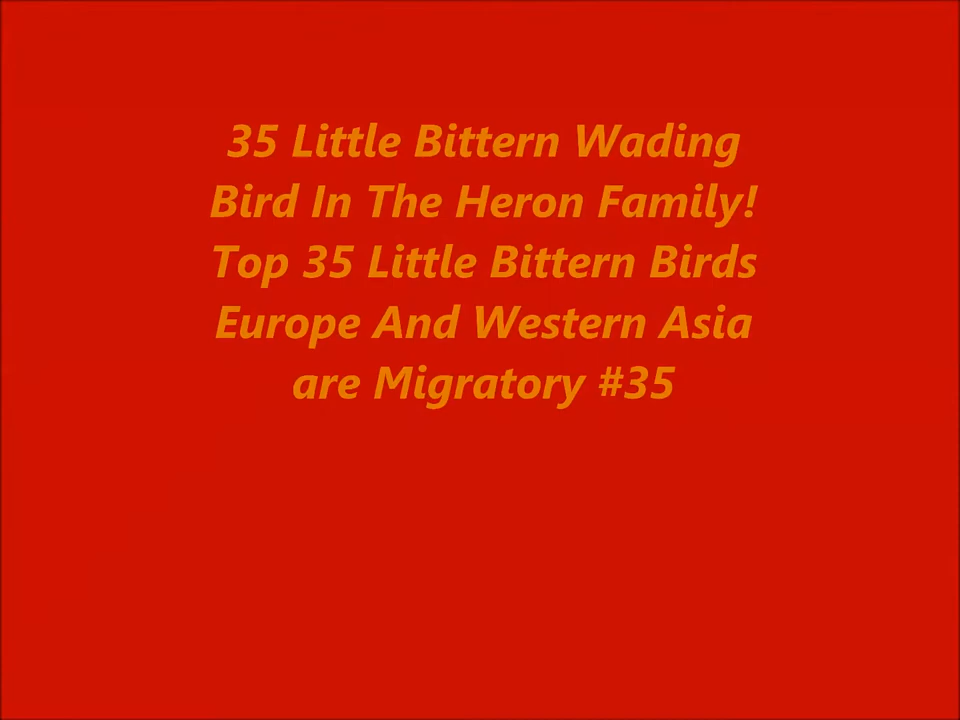 35 Little Bittern Wading
Bird In The Heron Family!
Top 35 Little Bittern Birds
Europe And Western Asia
are Migratory #35